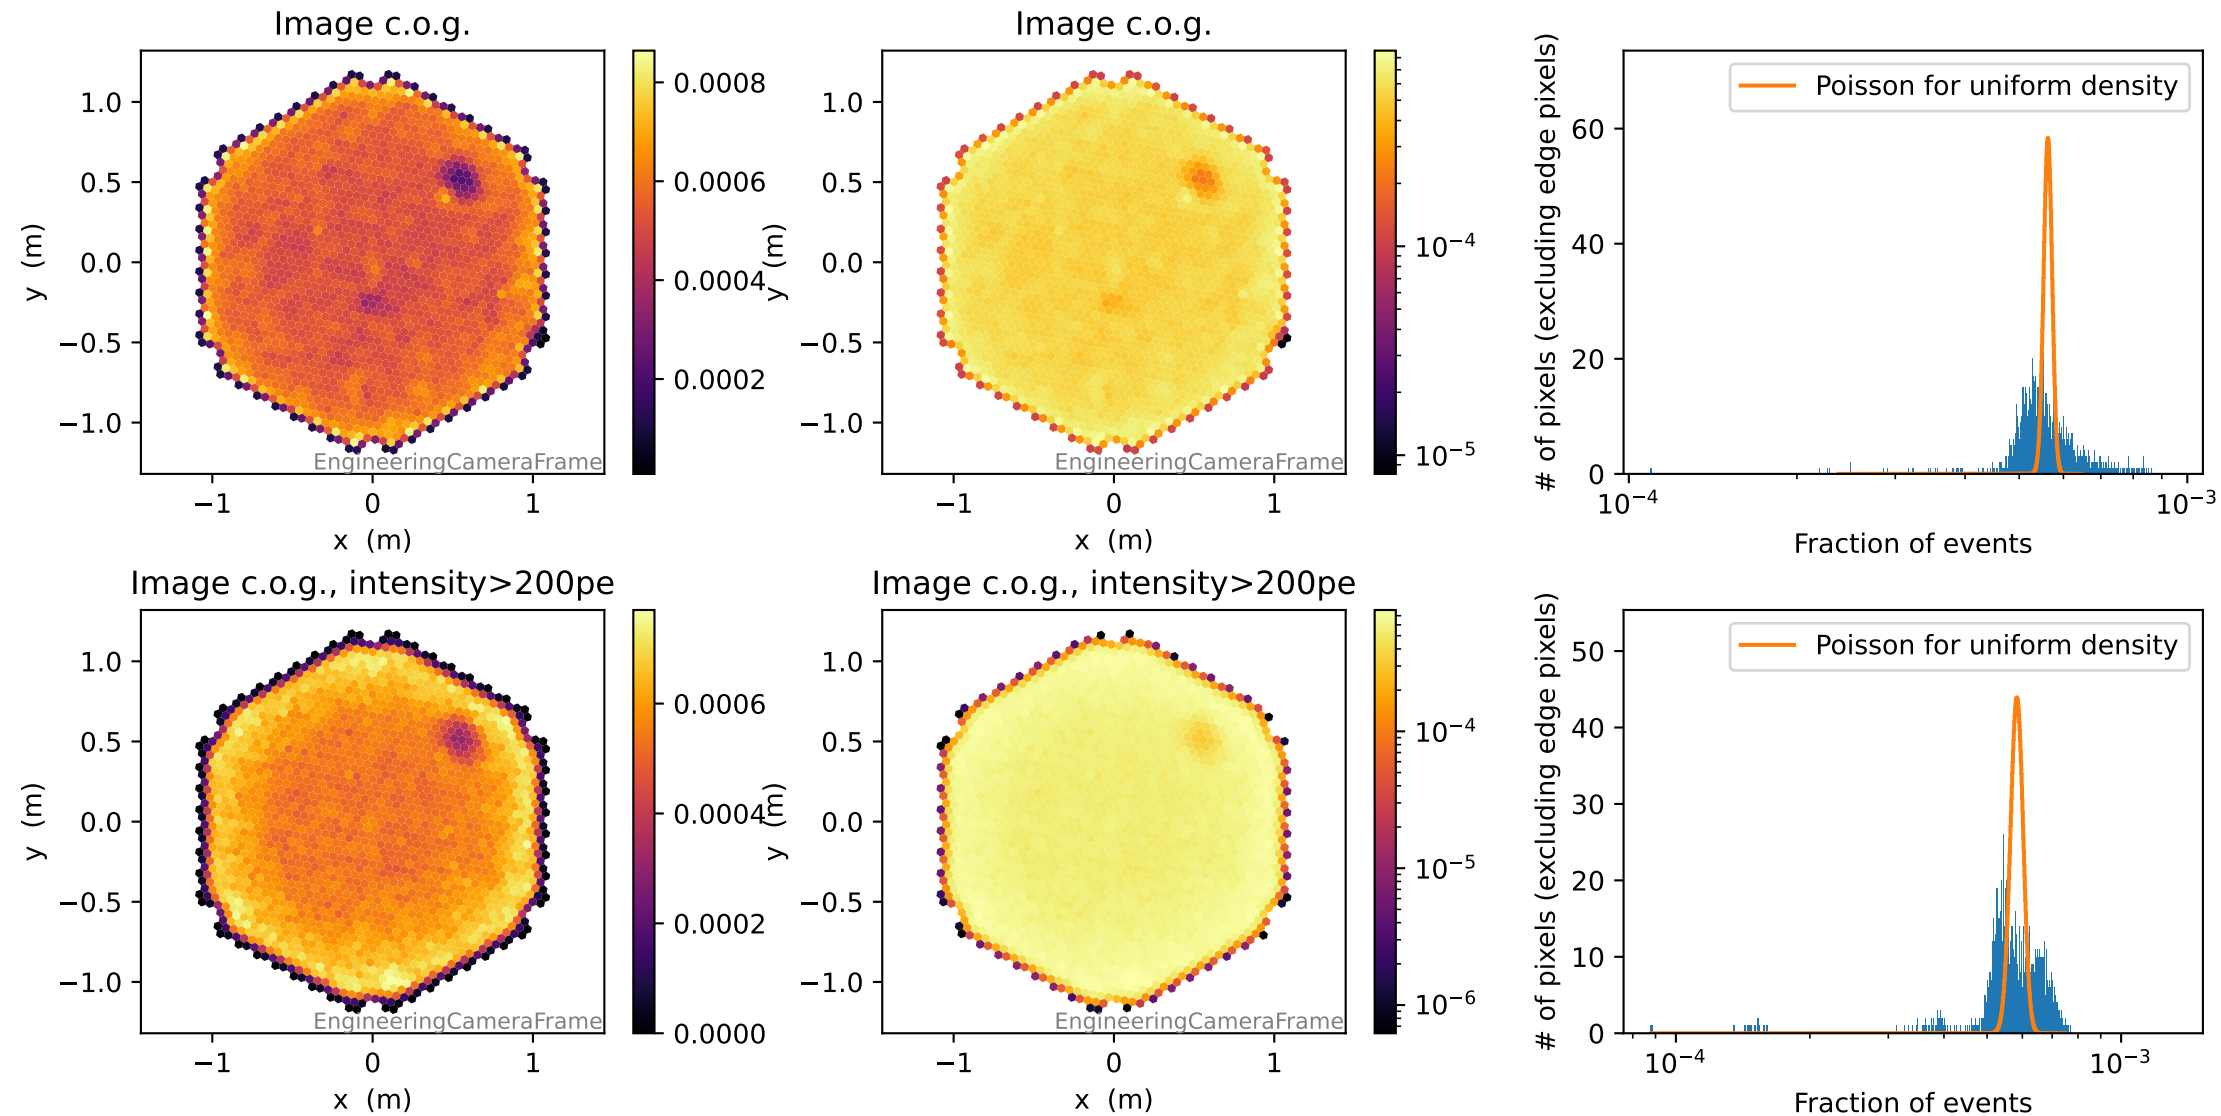 Image c.o.g.
1.0
0.5
0.0
−0.5
−1.0
y (m)
−1
0
1
x (m)
EngineeringCameraFrame
0.0008
0.0006
0.0004
0.0002
Image c.o.g.
1.0
0.5
0.0
−0.5
−1.0
y (m)
−1
0
1
x (m)
EngineeringCameraFrame
10−4
10−5
# of pixels (excluding edge pixels)
60
40
20
0
10−4
10−3
Fraction of events
Poisson for uniform density
Image c.o.g., intensity>200pe
1.0
0.5
0.0
−0.5
−1.0
y (m)
−1
0
1
x (m)
EngineeringCameraFrame
0.0006
0.0004
0.0002
0.0000
Image c.o.g., intensity>200pe
1.0
0.5
0.0
−0.5
−1.0
y (m)
−1
0
1
x (m)
EngineeringCameraFrame
10−4
10−5
10−6
# of pixels (excluding edge pixels)
50
40
30
20
10
0
10−4
10−3
Fraction of events
Poisson for uniform density